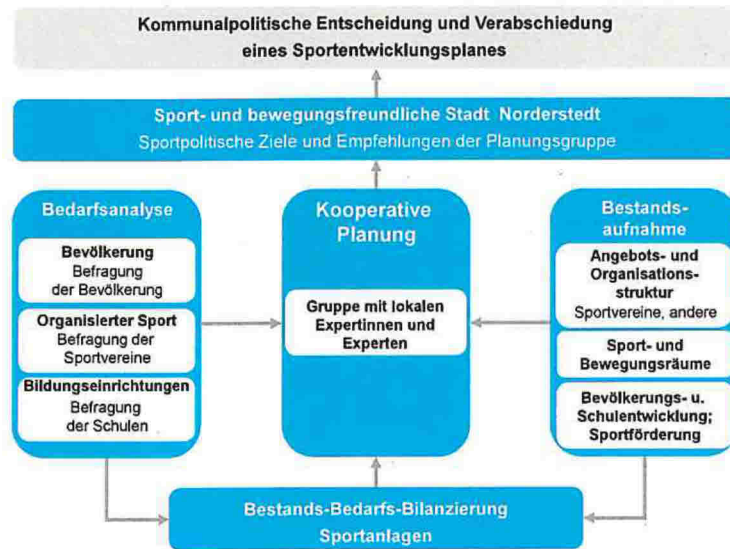 Kommunalpolitische Entscheidung und Verabschiedung
eines Sportentwicklungsplanes
Sport- und bewegungsfreundliche Stadt Norderstedt
Sportpolitische Ziele und Empfehlungen der Planungsgruppe
Bedarfsanalyse
Bevölkerung
Befragung
der Bevölkerung
Organisierter Sport
Befragung der
Sportvereine
Bildungseinrichtungen
Befragung
der Schulen
Kooperative
Planung
Gruppe mit lokalen
Expertinnen und
Experten
Bestands-
aufnahme
Angebots- und
Organisations-
struktur
Sportvereine, andere
Sport- und
Bewegungsräume
Bevölkerungs- u.
Schulentwicklung;
Sportförderung
Bestands-Bedarfs-Bilanzierung
Sportanlagen